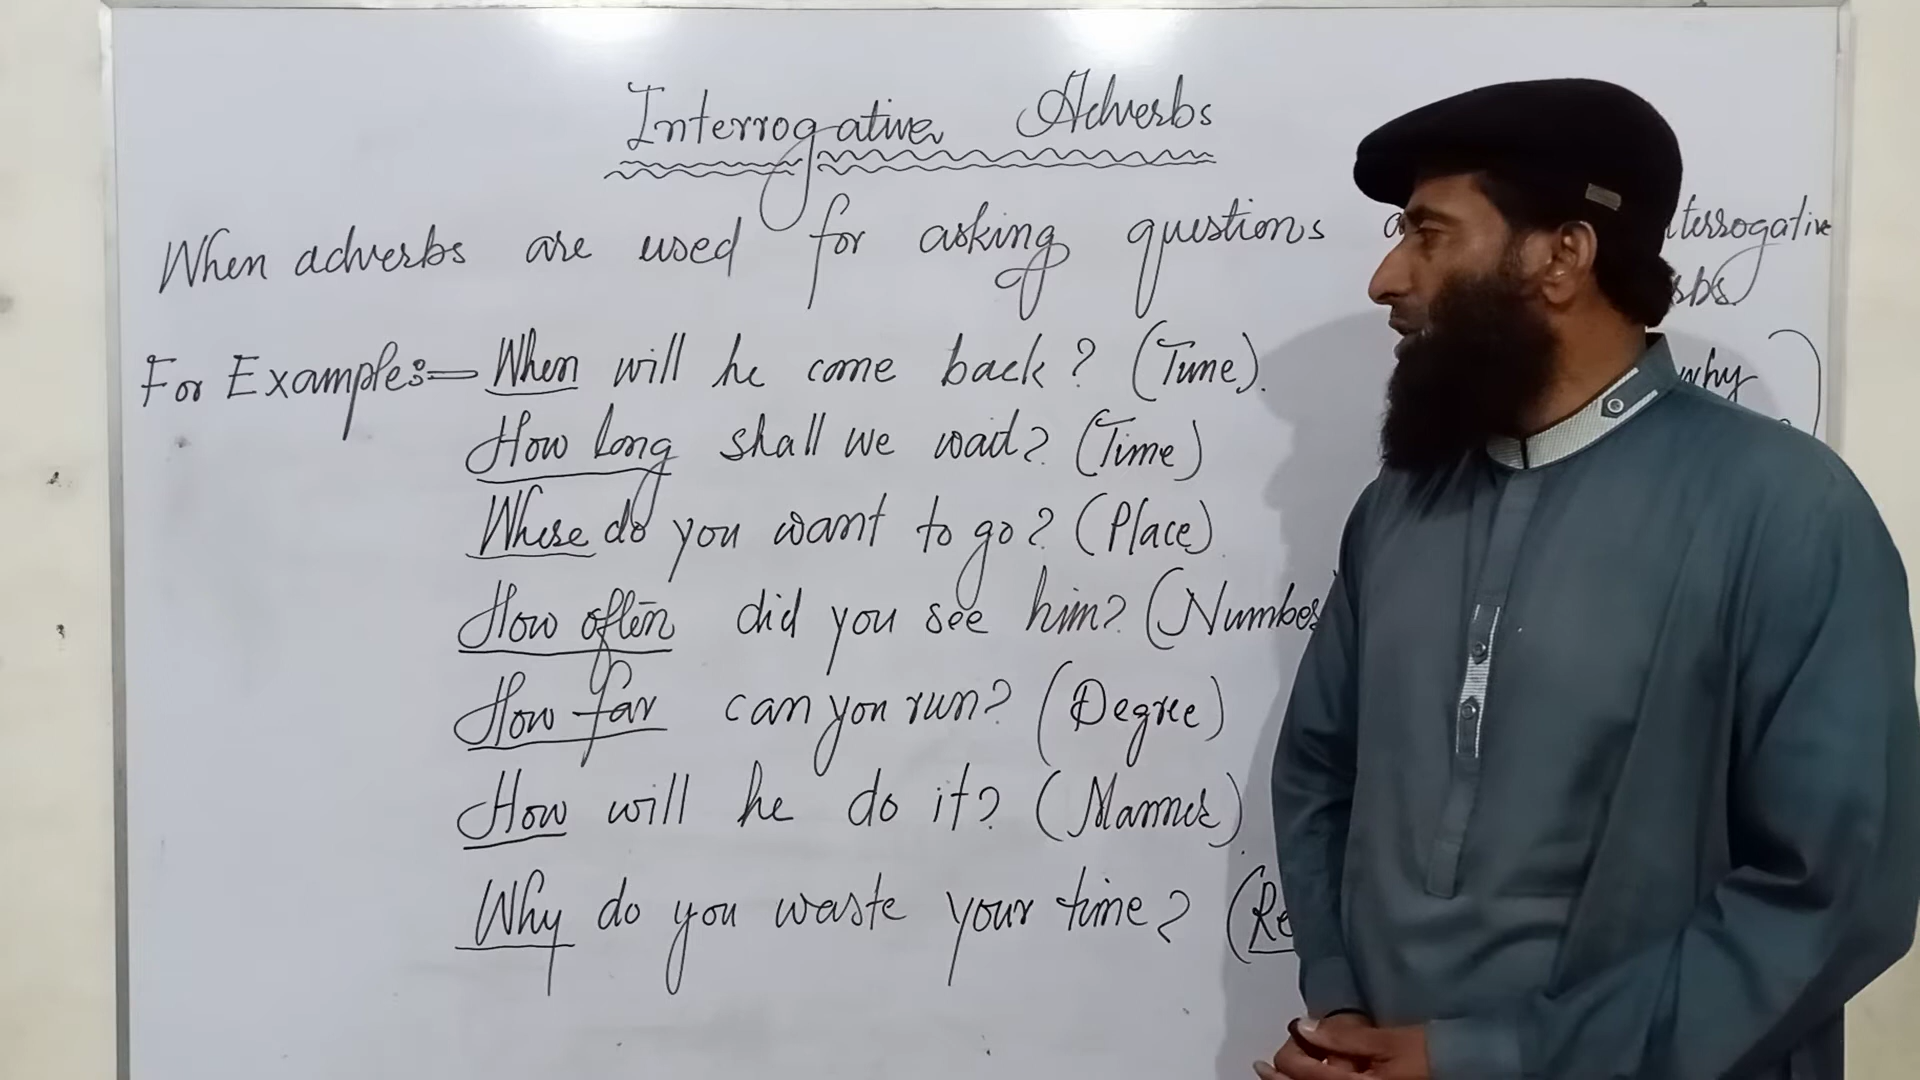 Interrogative Adverbs
When adverbs are used for asking questions
For Example:= When will he come back? (Time).
why
How long shall we wait? (Time)
Where do you want to go? (Place).
How often did you see him? (Number
How far can you run? (Degree)
How will he do it? (Manner).
Why do you waste your time?